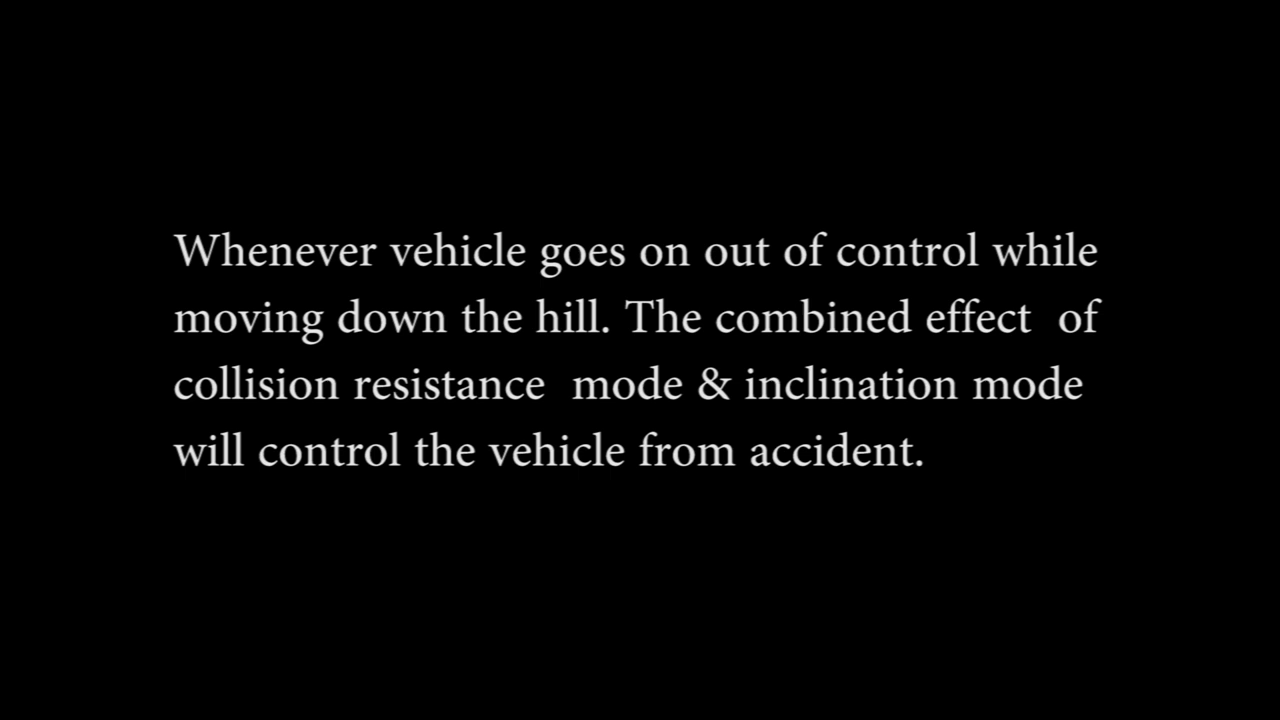 Whenever vehicle goes on out of control while
moving down the hill. The combined effect  of
collision resistance  mode & inclination mode
will control the vehicle from accident.